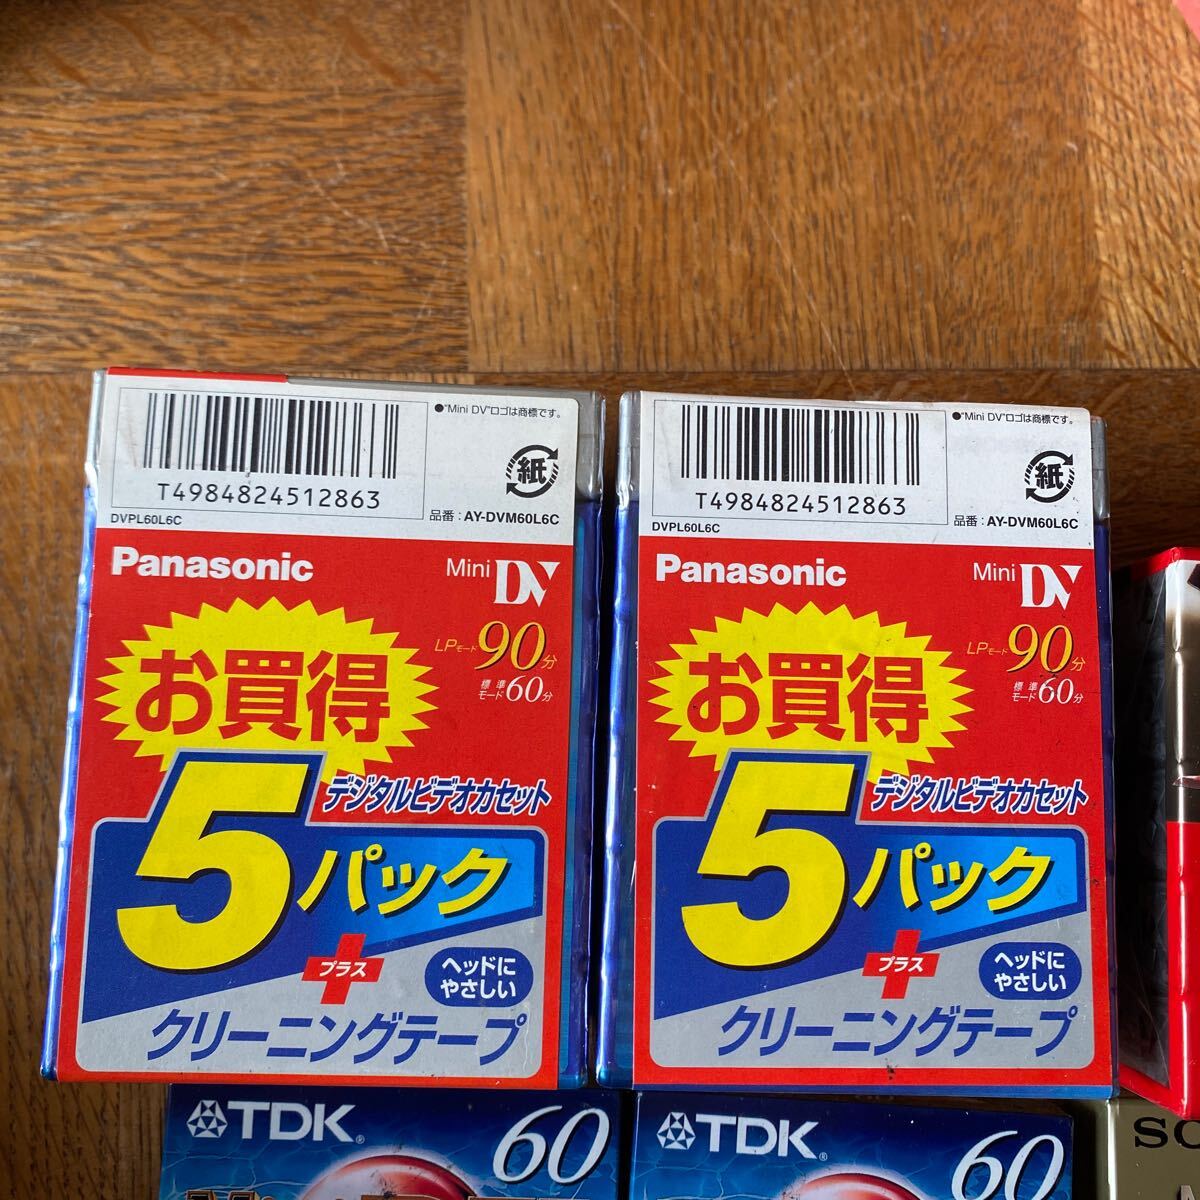 ●"Mini DV"ロゴは商標です。
紙
T4984824512863
DVPL60L6C
品番：AY-DVM60L6C
Panasonic
Mini DV
LPモード90分
標準モード60分
お買得
デジタルビデオカセット
5パック
プラス
ヘッドに
やさしい
クリーニングテープ
●"Mini DV"ロゴは商標です。
紙
T4984824512863
DVPL60L6C
品番：AY-DVM60L6C
Panasonic
Mini DV
LPモード90分
標準モード60分
お買得
デジタルビデオカセット
5パック
プラス
ヘッドに
やさしい
クリーニングテープ
TDK®
60
TDK®
60